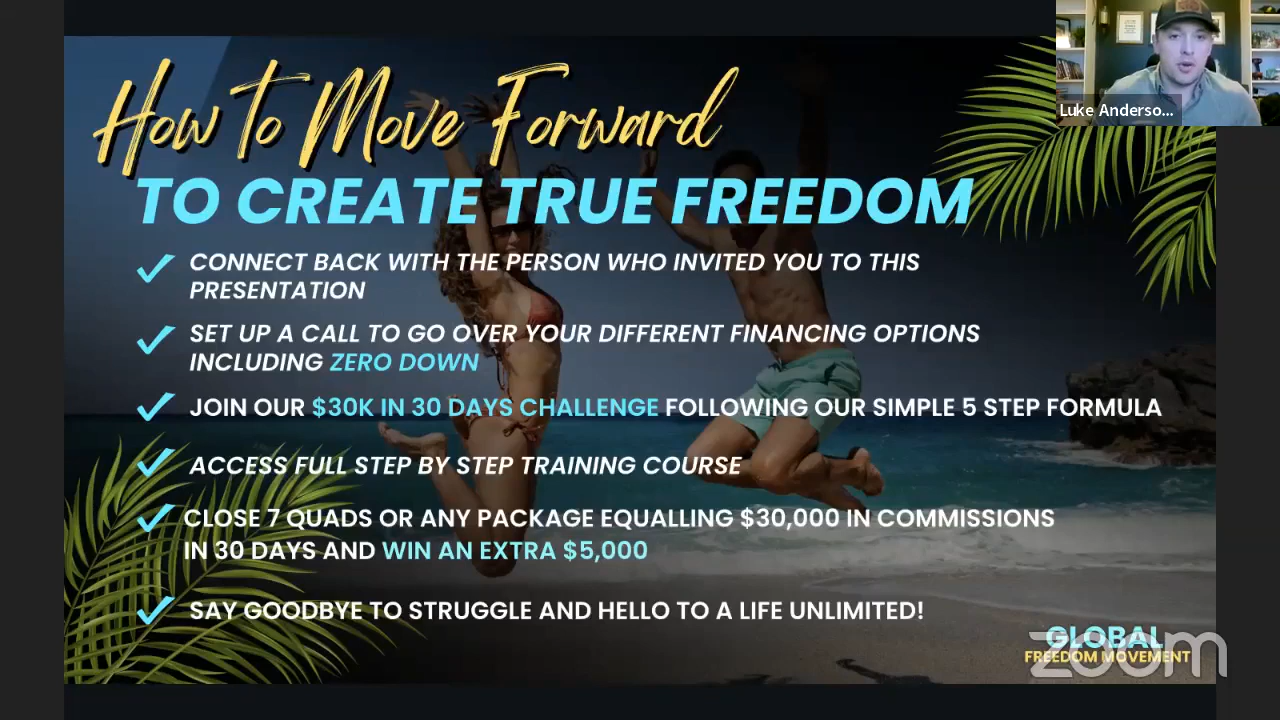 Luke Anderso...
How to Move Forward
TO CREATE TRUE FREEDOM
CONNECT BACK WITH THE PERSON WHO INVITED YOU TO THIS
PRESENTATION
SET UP A CALL TO GO OVER YOUR DIFFERENT FINANCING OPTIONS
INCLUDING ZERO DOWN
JOIN OUR $30K IN 30 DAYS CHALLENGE FOLLOWING OUR SIMPLE 5 STEP FORMULA
ACCESS FULL STEP BY STEP TRAINING COURSE
CLOSE 7 QUADS OR ANY PACKAGE EQUALLING $30,000 IN COMMISSIONS
IN 30 DAYS AND WIN AN EXTRA $5,000
SAY GOODBYE TO STRUGGLE AND HELLO TO A LIFE UNLIMITED!
GLOBAL
FREEDOM MOVEMENT
zoom